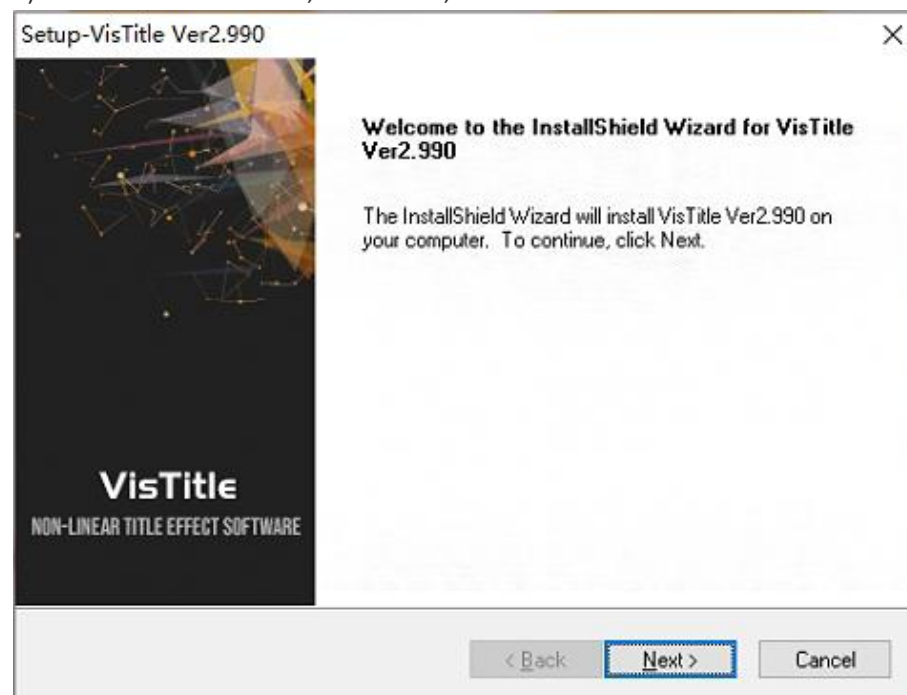 Setup-VisTitle Ver2.990
Welcome to the InstallShield Wizard for VisTitle
Ver2.990
The InstallShield Wizard will install VisTitle Ver2.990 on
your computer. To continue, click Next.
VisTitle
NON-LINEAR TITLE EFFECT SOFTWARE
< Back
Next >
Cancel